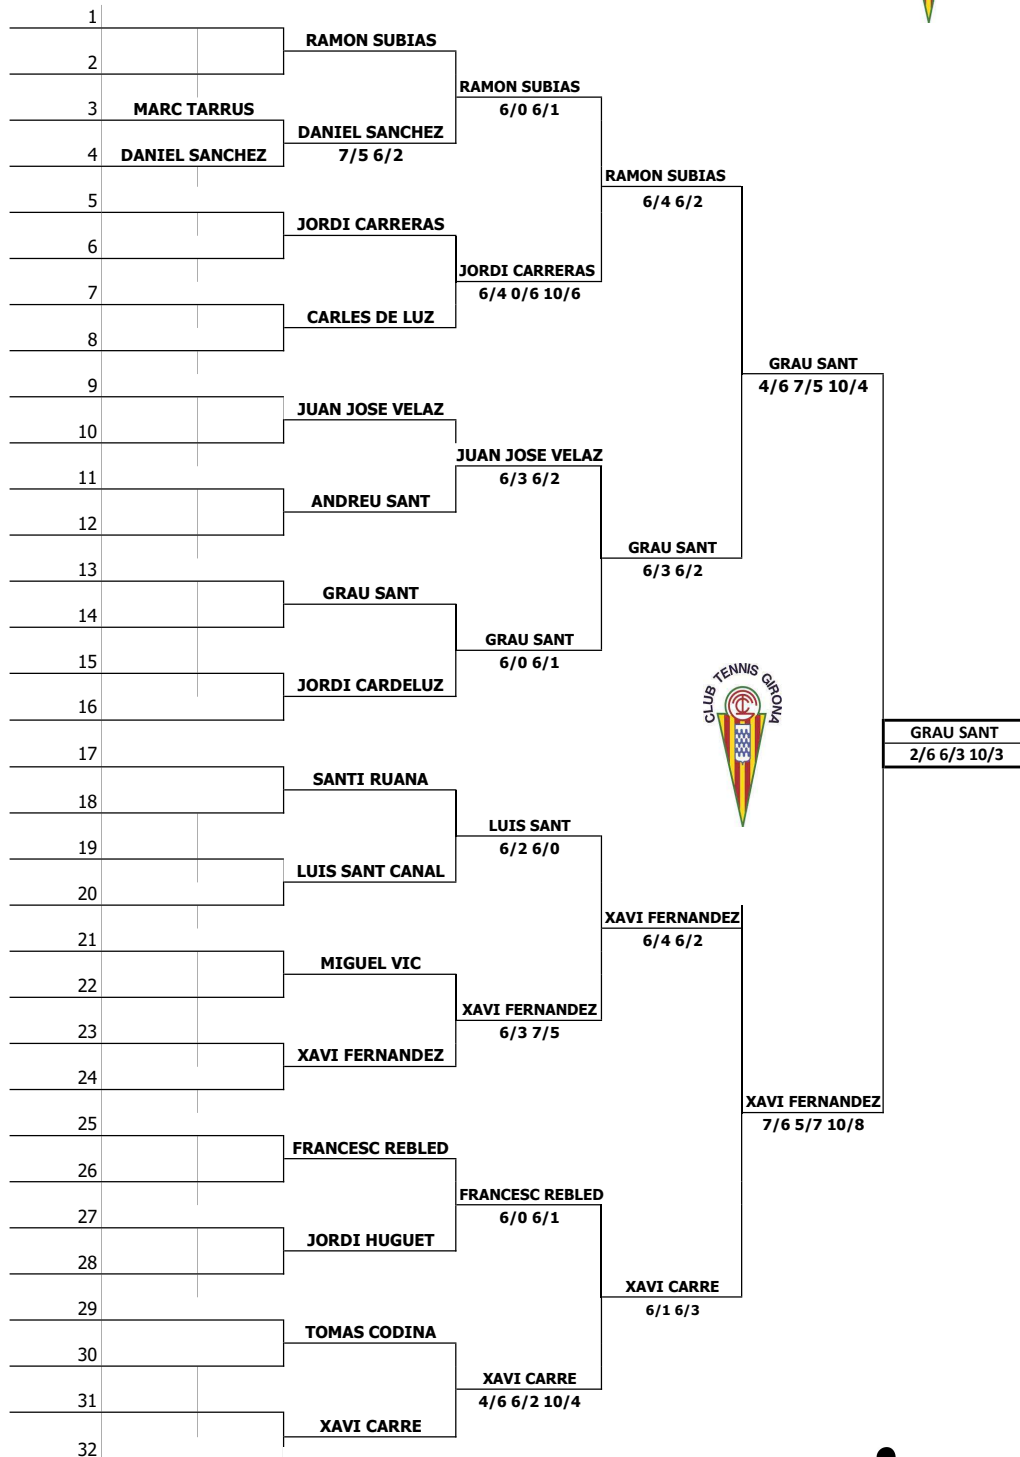 1
RAMON SUBIAS
2
RAMON SUBIAS
3 MARC TARRUS
6/0 6/1
DANIEL SANCHEZ
4 DANIEL SANCHEZ
7/5 6/2
RAMON SUBIAS
5
6/4 6/2
JORDI CARRERAS
6
JORDI CARRERAS
7
6/4 0/6 10/6
CARLES DE LUZ
8
GRAU SANT
9
4/6 7/5 10/4
JUAN JOSE VELAZ
10
JUAN JOSE VELAZ
11
6/3 6/2
ANDREU SANT
12
GRAU SANT
13
6/3 6/2
GRAU SANT
14
GRAU SANT
15
6/0 6/1
JORDI CARDELUZ
16
CLUB TENNIS GIRONA
GRAU SANT
17
2/6 6/3 10/3
SANTI RUANA
18
LUIS SANT
19
6/2 6/0
LUIS SANT CANAL
20
XAVI FERNANDEZ
21
6/4 6/2
MIGUEL VIC
22
XAVI FERNANDEZ
23
6/3 7/5
XAVI FERNANDEZ
24
XAVI FERNANDEZ
25
7/6 5/7 10/8
FRANCESC REBLED
26
FRANCESC REBLED
27
6/0 6/1
JORDI HUGUET
28
XAVI CARRE
29
6/1 6/3
TOMAS CODINA
30
XAVI CARRE
31
4/6 6/2 10/4
XAVI CARRE
32